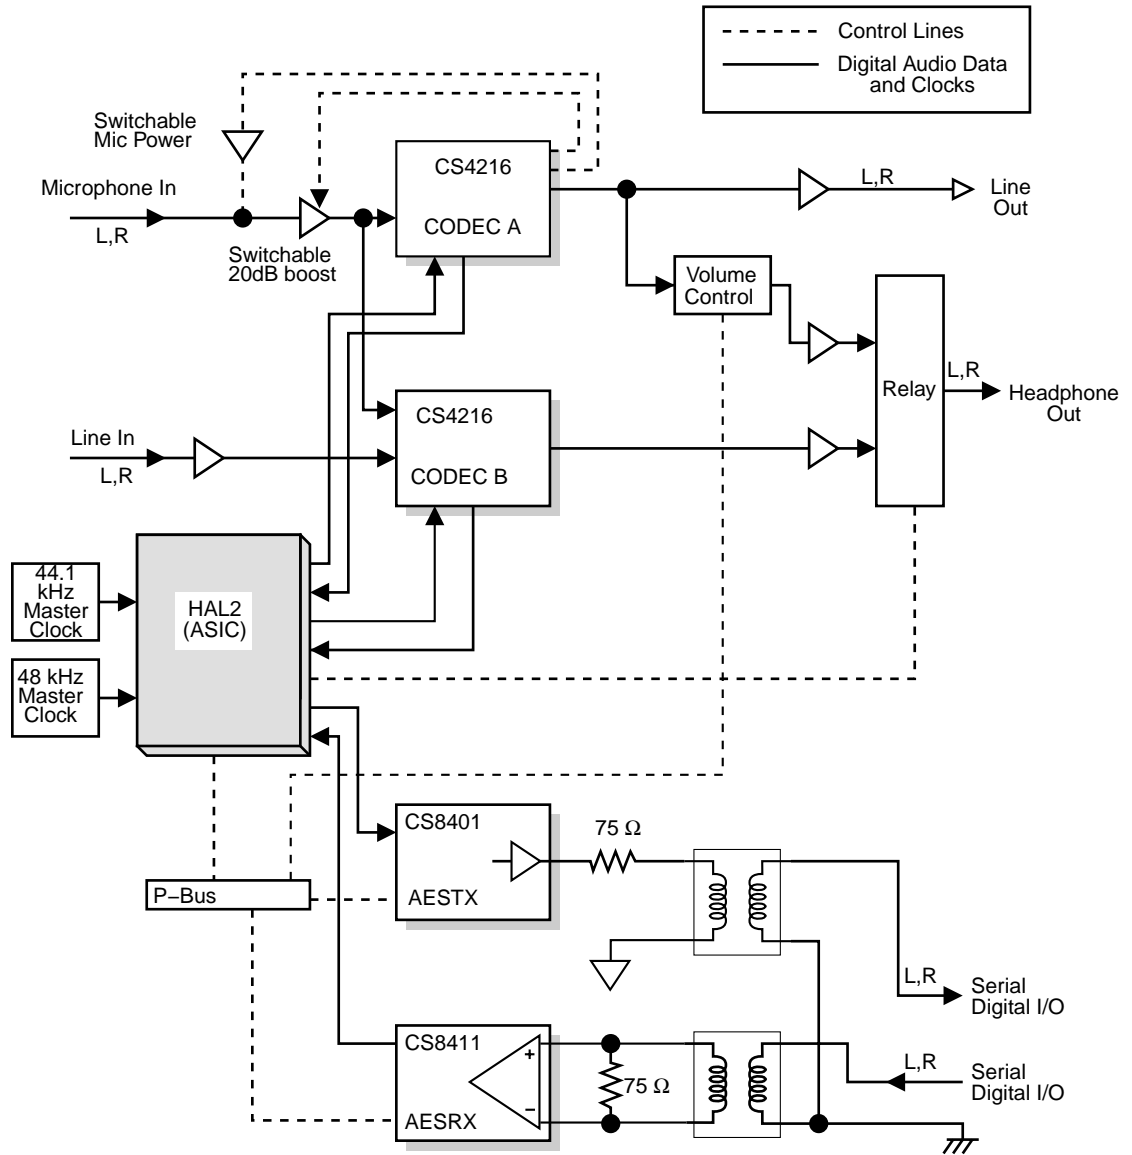 Control Lines
Digital Audio Data
and Clocks
Switchable
Mic Power
Microphone In
L,R
Switchable
20dB boost
CS4216
CODEC A
L,R
Line
Out
Volume
Control
Relay
L,R
Headphone
Out
Line In
L,R
CS4216
CODEC B
44.1
kHz
Master
Clock
HAL2
(ASIC)
48 kHz
Master
Clock
CS8401
AESTX
75 Ω
P–Bus
L,R
Serial
Digital I/O
CS8411
+
–
AESRX
75 Ω
L,R
Serial
Digital I/O